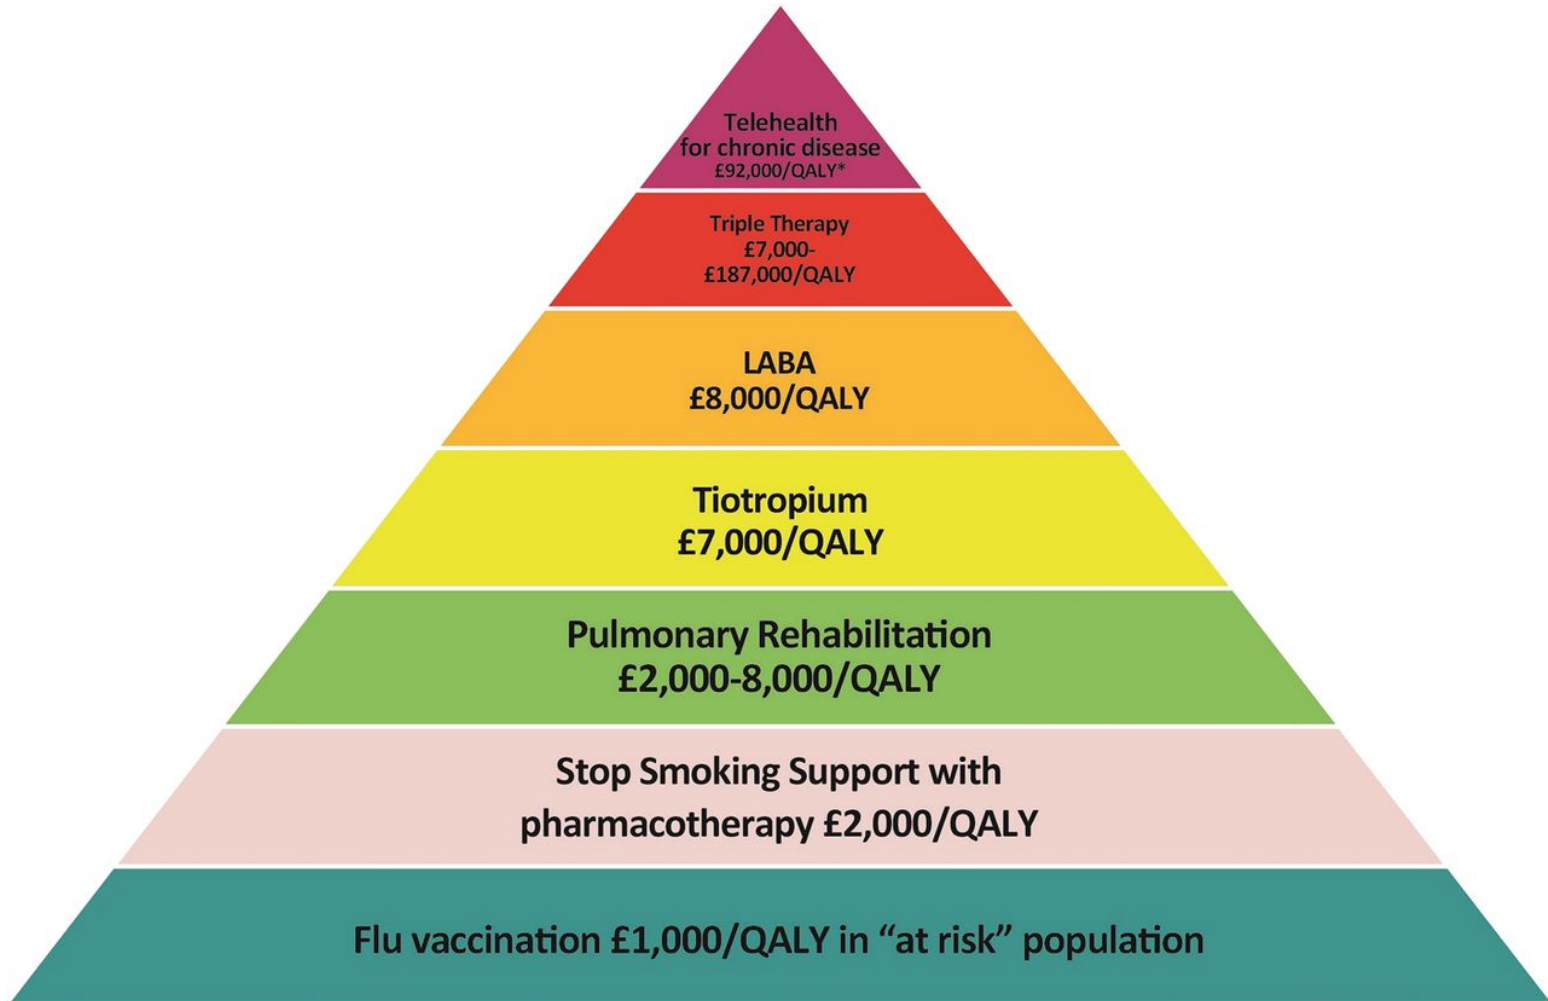 Telehealth
for chronic disease
£92,000/QALY*
Triple Therapy
£7,000-
£187,000/QALY
LABA
£8,000/QALY
Tiotropium
£7,000/QALY
Pulmonary Rehabilitation
£2,000-8,000/QALY
Stop Smoking Support with
pharmacotherapy £2,000/QALY
Flu vaccination £1,000/QALY in “at risk” population